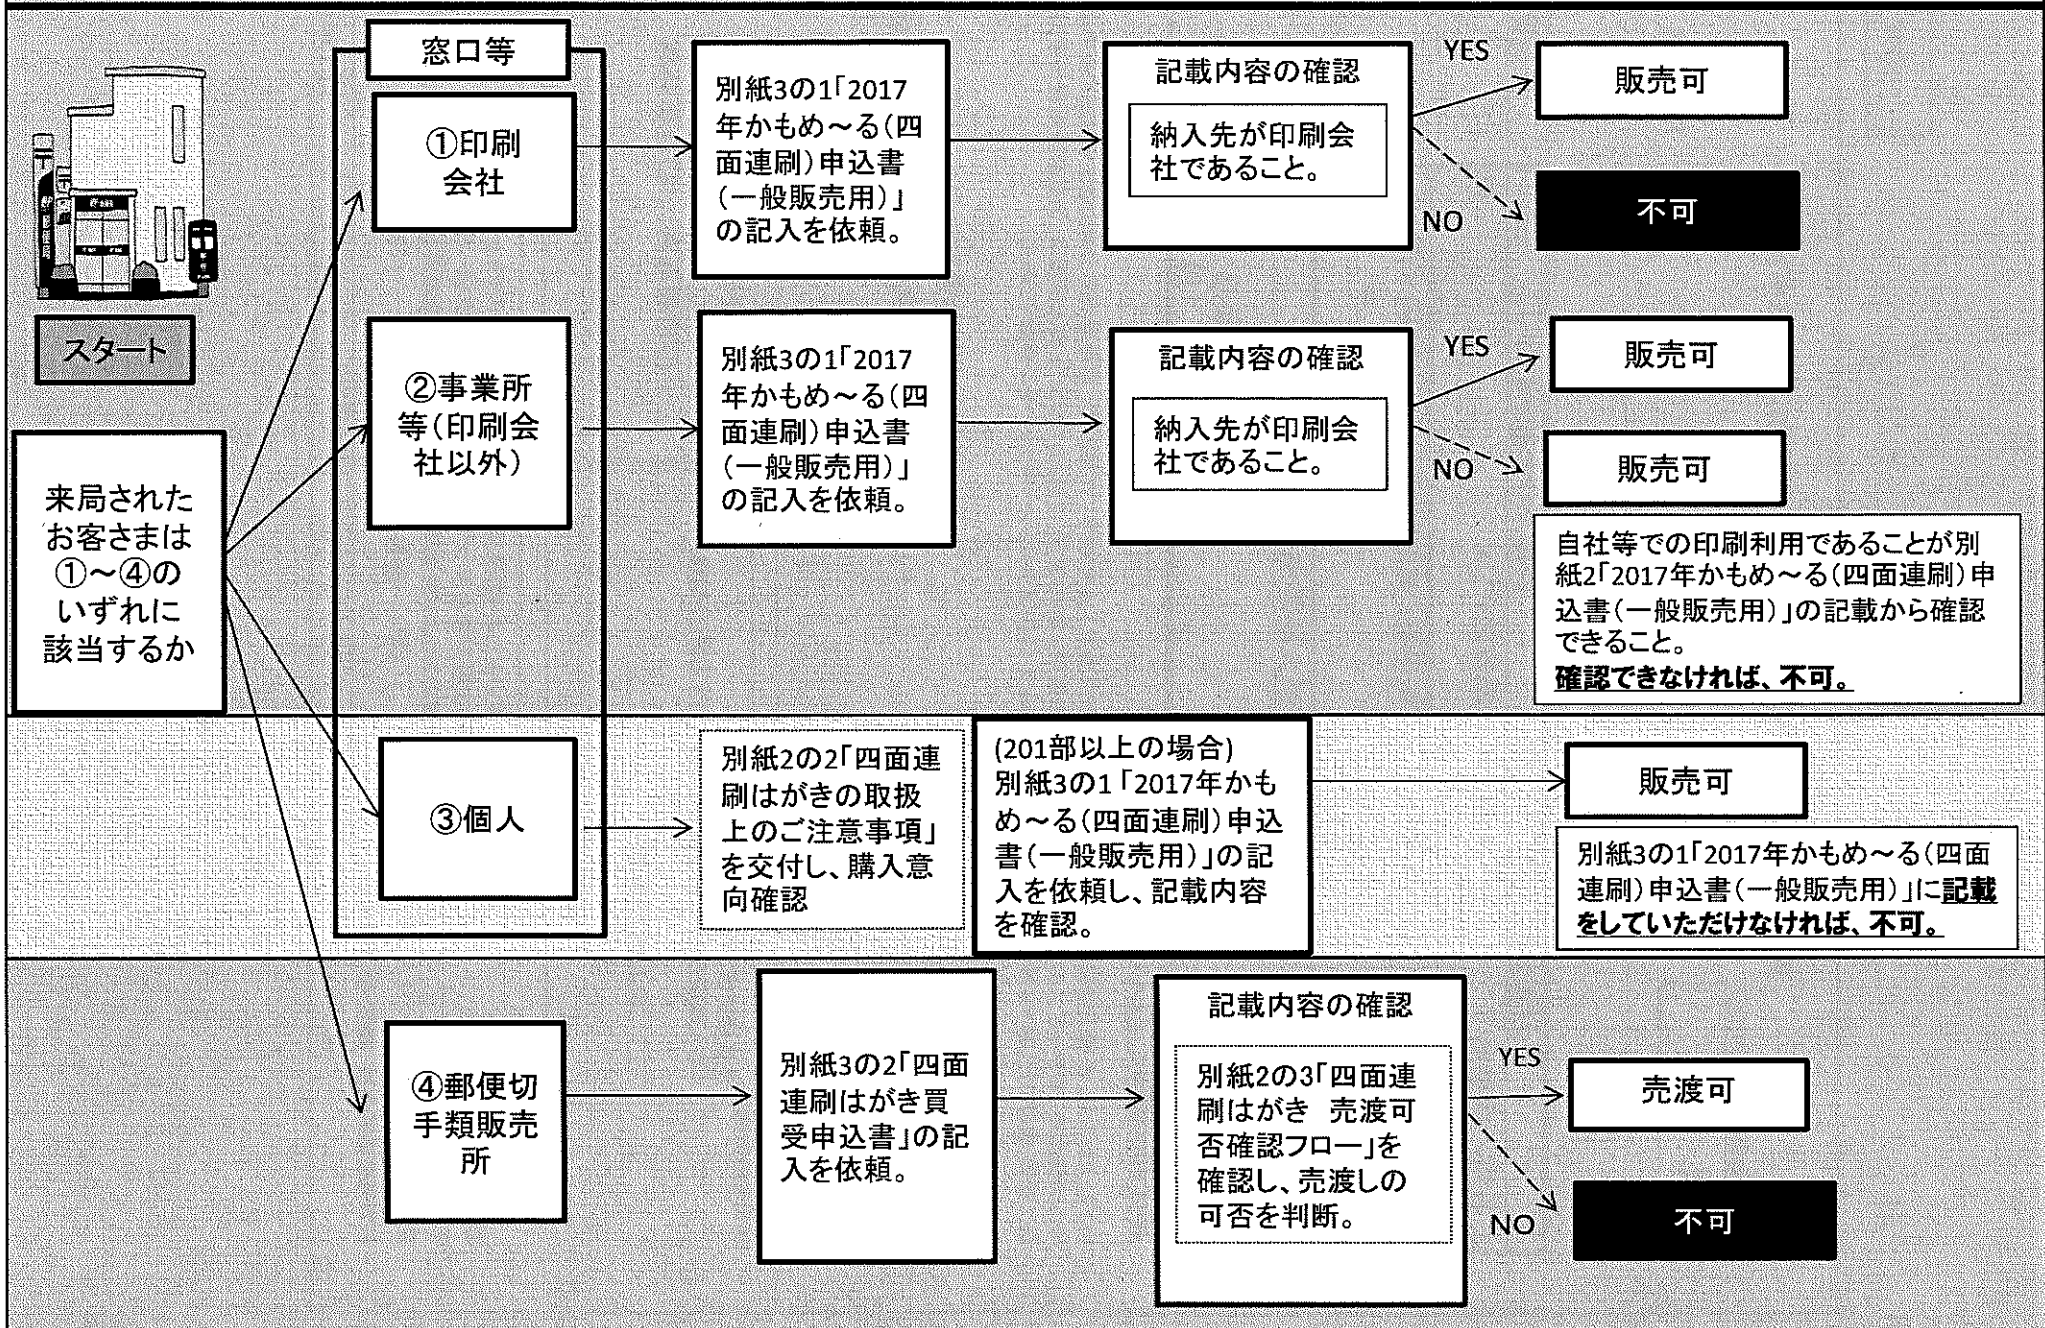 スタート
来局された
お客さまは
①～④の
いずれに
該当するか
窓口等
①印刷
会社
別紙3の1「2017
年かもめ～る(四
面連刷)申込書
(一般販売用)」
の記入を依頼。
記載内容の確認
納入先が印刷会
社であること。
YES
販売可
NO
不可
②事業所
等(印刷会
社以外)
別紙3の1「2017
年かもめ～る(四
面連刷)申込書
(一般販売用)」
の記入を依頼。
記載内容の確認
納入先が印刷会
社であること。
YES
販売可
NO
販売可
自社等での印刷利用であることが別
紙2「2017年かもめ～る(四面連刷)申
込書(一般販売用)」の記載から確認
できること。
確認できなければ、不可。
③個人
別紙2の2「四面連
刷はがきの取扱
上のご注意事項」
を交付し、購入意
向確認
(201部以上の場合)
別紙3の1「2017年かも
め～る(四面連刷)申込
書(一般販売用)」の記
入を依頼し、記載内容
を確認。
販売可
別紙3の1「2017年かもめ～る(四面
連刷)申込書(一般販売用)」に記載
をしていただけなければ、不可。
④郵便切
手類販売
所
別紙3の2「四面
連刷はがき買
受申込書」の記
入を依頼。
記載内容の確認
別紙2の3「四面連
刷はがき 売渡可
否確認フロー」を
確認し、売渡しの
可否を判断。
YES
売渡可
NO
不可